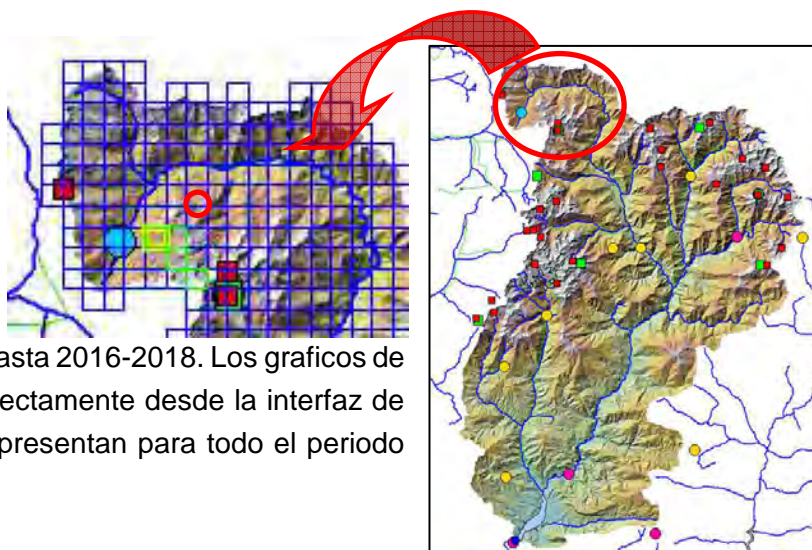 asta 2016-2018. Los graficos de
ectamente desde la interfaz de
presentan para todo el periodo